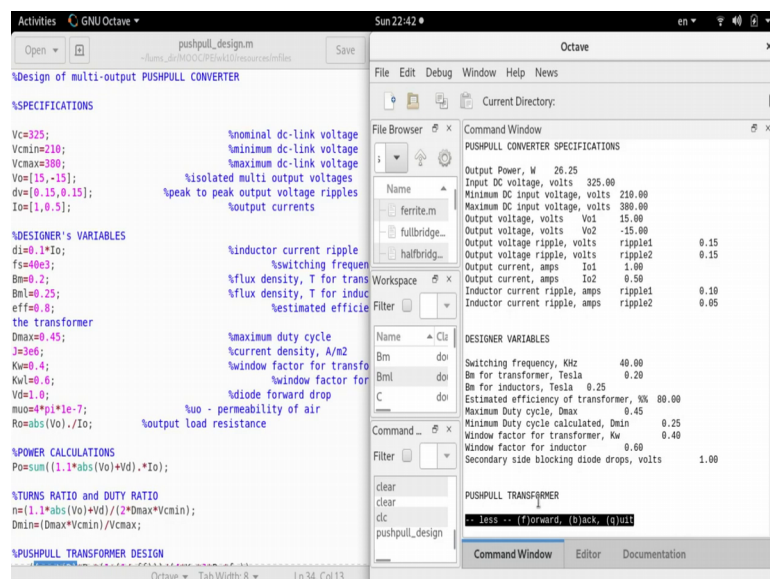 Activities
GNU Octave
Sun 22:42
en
Open
pushpull_design.m
~/lums_dir/MOOC/PE/wk10/resources/mfiles
Save
%Design of multi-output PUSHPULL CONVERTER
%SPECIFICATIONS
Vc=325; %nominal dc-link voltage
Vcmin=210; %minimum dc-link voltage
Vcmax=380; %maximum dc-link voltage
Vo=[15,-15]; %isolated multi output voltages
dv=[0.15,0.15]; %peak to peak output voltage ripples
Io=[1,0.5]; %output currents
%DESIGNER's VARIABLES
di=0.1*Io; %inductor current ripple
fs=40e3; %switching frequen
Bm=0.2; %flux density, T for trans
Bml=0.25; %flux density, T for induc
eff=0.8; %estimated efficie
the transformer
Dmax=0.45; %maximum duty cycle
J=3e6; %current density, A/m2
Kw=0.4; %window factor for transfo
Kwl=0.6; %window factor for
Vd=1.0; %diode forward drop
muo=4*pi*1e-7; %uo - permeability of air
Ro=abs(Vo)./Io; %output load resistance
%POWER CALCULATIONS
Po=sum((1.1*abs(Vo)+Vd).*Io);
%TURNS RATIO and DUTY RATIO
n=(1.1*abs(Vo)+Vd)/(2*Dmax*Vcmin);
Dmin=(Dmax*Vcmin)/Vcmax;
%PUSHPULL TRANSFORMER DESIGN
Octave
Tab Width: 8
Ln 34, Col 13
Octave
File Edit Debug Window Help News
Current Directory:
File Browser
Name
ferrite.m
fullbridge...
halfbridg...
Workspace
Filter
Name
Cla
Bm dou
Bml dou
C dou
Command ...
Filter
clear
clear
clc
pushpull_design
Command Window
PUSHPULL CONVERTER SPECIFICATIONS
Output Power, W 26.25
Input DC voltage, volts 325.00
Minimum DC input voltage, volts 210.00
Maximum DC input voltage, volts 380.00
Output voltage, volts Vo1 15.00
Output voltage, volts Vo2 -15.00
Output voltage ripple, volts ripple1 0.15
Output voltage ripple, volts ripple2 0.15
Output current, amps Io1 1.00
Output current, amps Io2 0.50
Inductor current ripple, amps ripple1 0.10
Inductor current ripple, amps ripple2 0.05
DESIGNER VARIABLES
Switching frequency, KHz 40.00
Bm for transformer, Tesla 0.20
Bm for inductors, Tesla 0.25
Estimated efficiency of transformer, %% 80.00
Maximum Duty cycle, Dmax 0.45
Minimum Duty cycle calculated, Dmin 0.25
Window factor for transformer, Kw 0.40
Window factor for inductor 0.60
Secondary side blocking diode drops, volts 1.00
PUSHPULL TRANSFORMER
-- less -- (f)orward, (b)ack, (q)uit
Command Window
Editor
Documentation